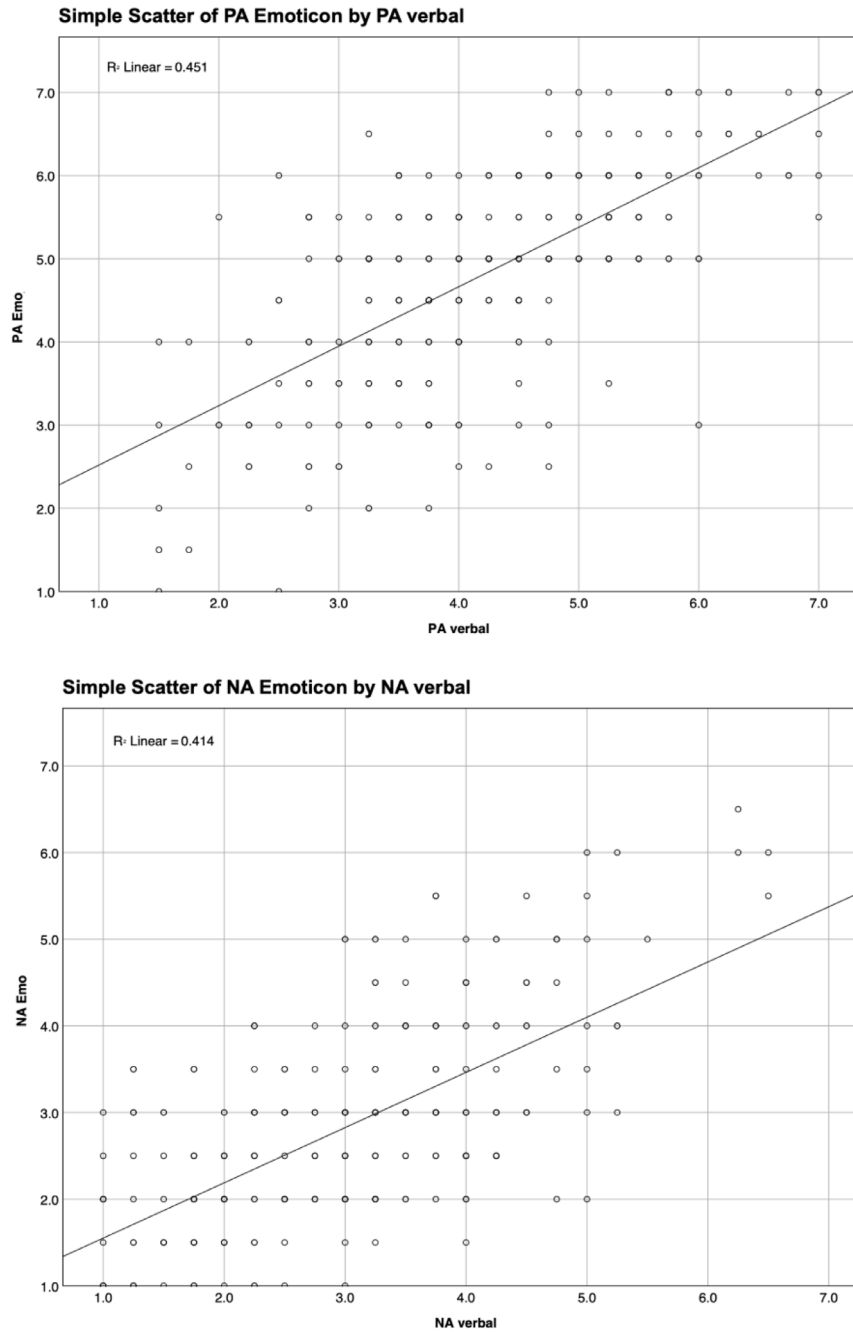 Simple Scatter of PA Emoticon by PA verbal
R² Linear = 0.451
7.0
6.0
5.0
4.0
3.0
2.0
1.0
PA Emo
1.0 2.0 3.0 4.0 5.0 6.0 7.0
PA verbal
Simple Scatter of NA Emoticon by NA verbal
R² Linear = 0.414
7.0
6.0
5.0
4.0
3.0
2.0
1.0
NA Emo
1.0 2.0 3.0 4.0 5.0 6.0 7.0
NA verbal